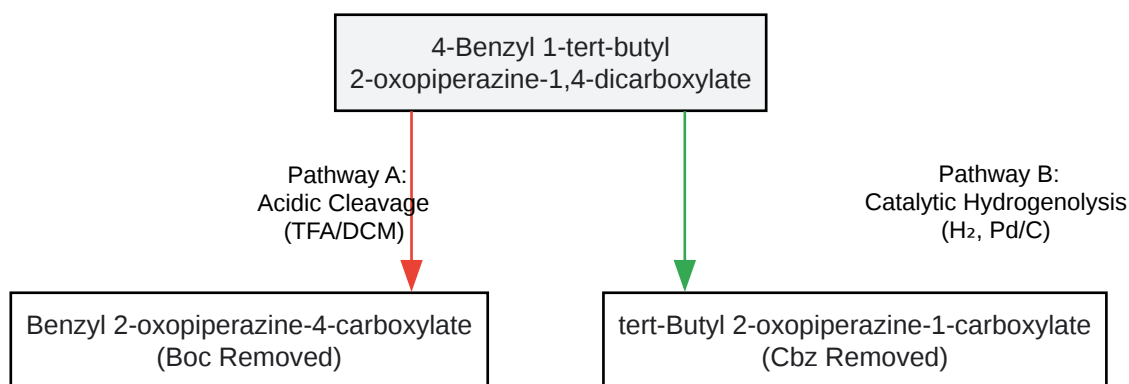 4-Benzyl 1-tert-butyl
2-oxopiperazine-1,4-dicarboxylate
Pathway A:
Acidic Cleavage
(TFA/DCM)
Pathway B:
Catalytic Hydrogenolysis
(H₂, Pd/C)
Benzyl 2-oxopiperazine-4-carboxylate
(Boc Removed)
tert-Butyl 2-oxopiperazine-1-carboxylate
(Cbz Removed)